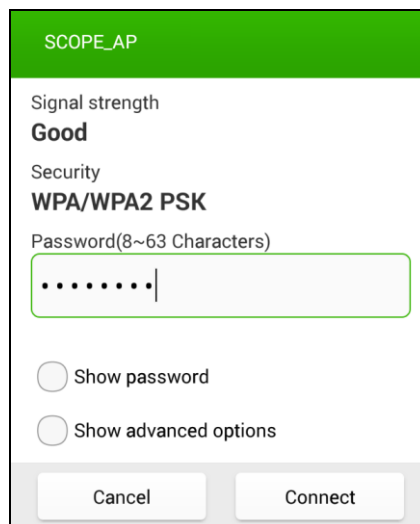 SCOPE_AP
Signal strength
Good
Security
WPA/WPA2 PSK
Password(8~63 Characters)
••••••••
Show password
Show advanced options
Cancel
Connect